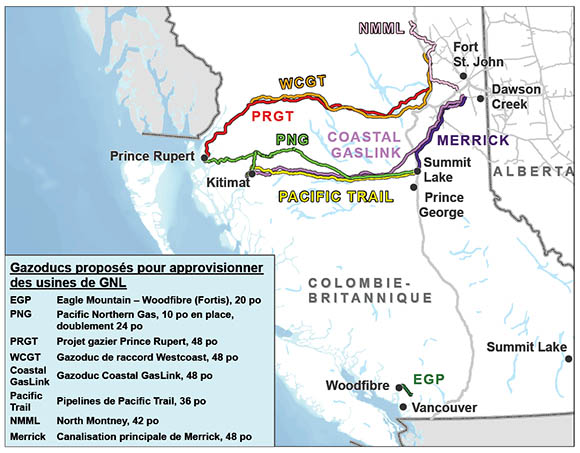 NMML
Fort
St. John
WCGT
Dawson
Creek
PRGT
COASTAL
GASLINK
PNG
MERRICK
Prince Rupert
Kitimat
Summit
Lake
ALBERTA
PACIFIC TRAIL
Prince
George
Gazoducs proposés pour approvisionner
des usines de GNL
EGP Eagle Mountain – Woodfibre (Fortis), 20 po
PNG Pacific Northern Gas, 10 po en place,
doublement 24 po
PRGT Projet gazier Prince Rupert, 48 po
WCGT Gazoduc de raccord Westcoast, 48 po
Coastal
GasLink Gazoduc Coastal GasLink, 48 po
Pacific
Trail Pipelines de Pacific Trail, 36 po
NMML North Montney, 42 po
Merrick Canalisation principale de Merrick, 48 po
COLOMBIE-
BRITANNIQUE
Summit Lake
Woodfibre
EGP
Vancouver